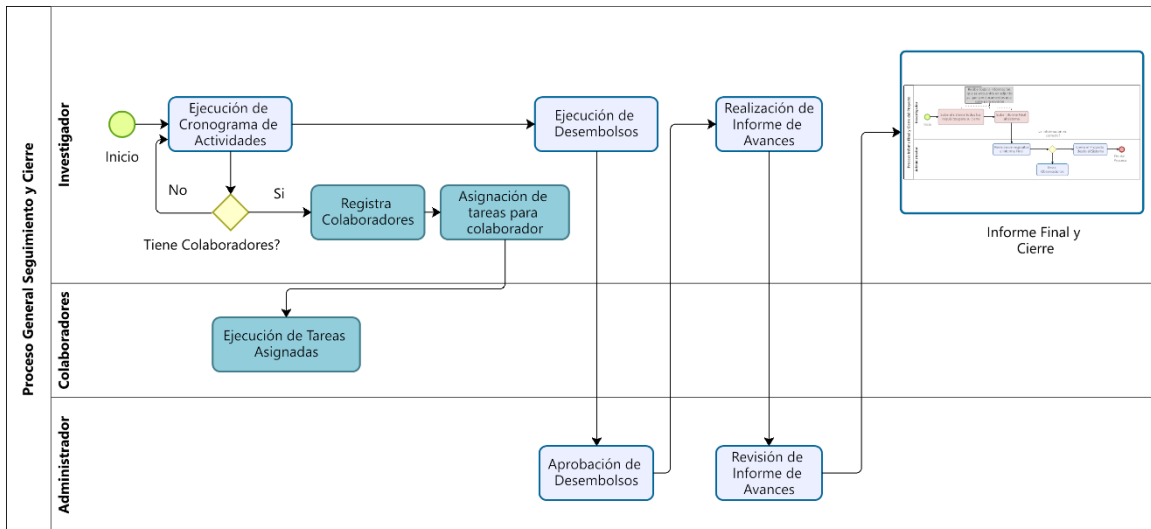 Proceso General Seguimiento y Cierre
Investigador
Inicio
Ejecución de
Cronograma de
Actividades
No
Si
Tiene Colaboradores?
Registra
Colaboradores
Asignación de
tareas para
colaborador
Ejecución de
Desembolsos
Realización de
Informe de
Avances
Informe Final y
Cierre
Colaboradores
Ejecución de Tareas
Asignadas
Administrador
Aprobación de
Desembolsos
Revisión de
Informe de
Avances